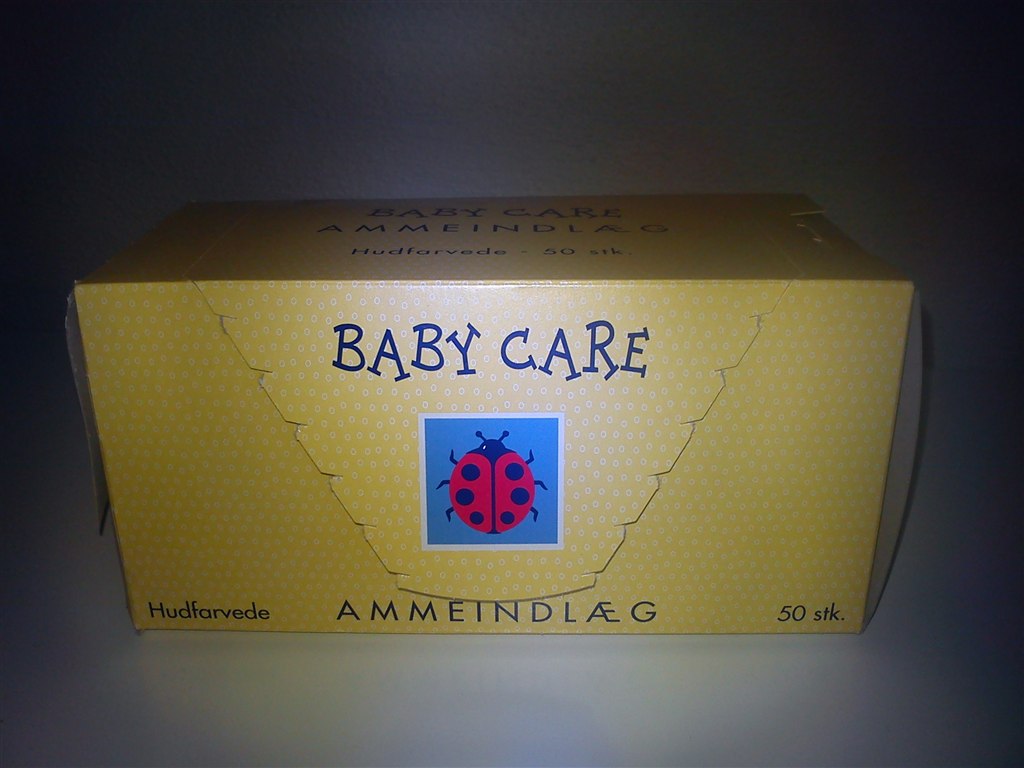 BABY CARE
AMMEINDLÆG
Hudfarvede - 50 stk.
BABY CARE
Hudfarvede AMMEINDLÆG 50 stk.